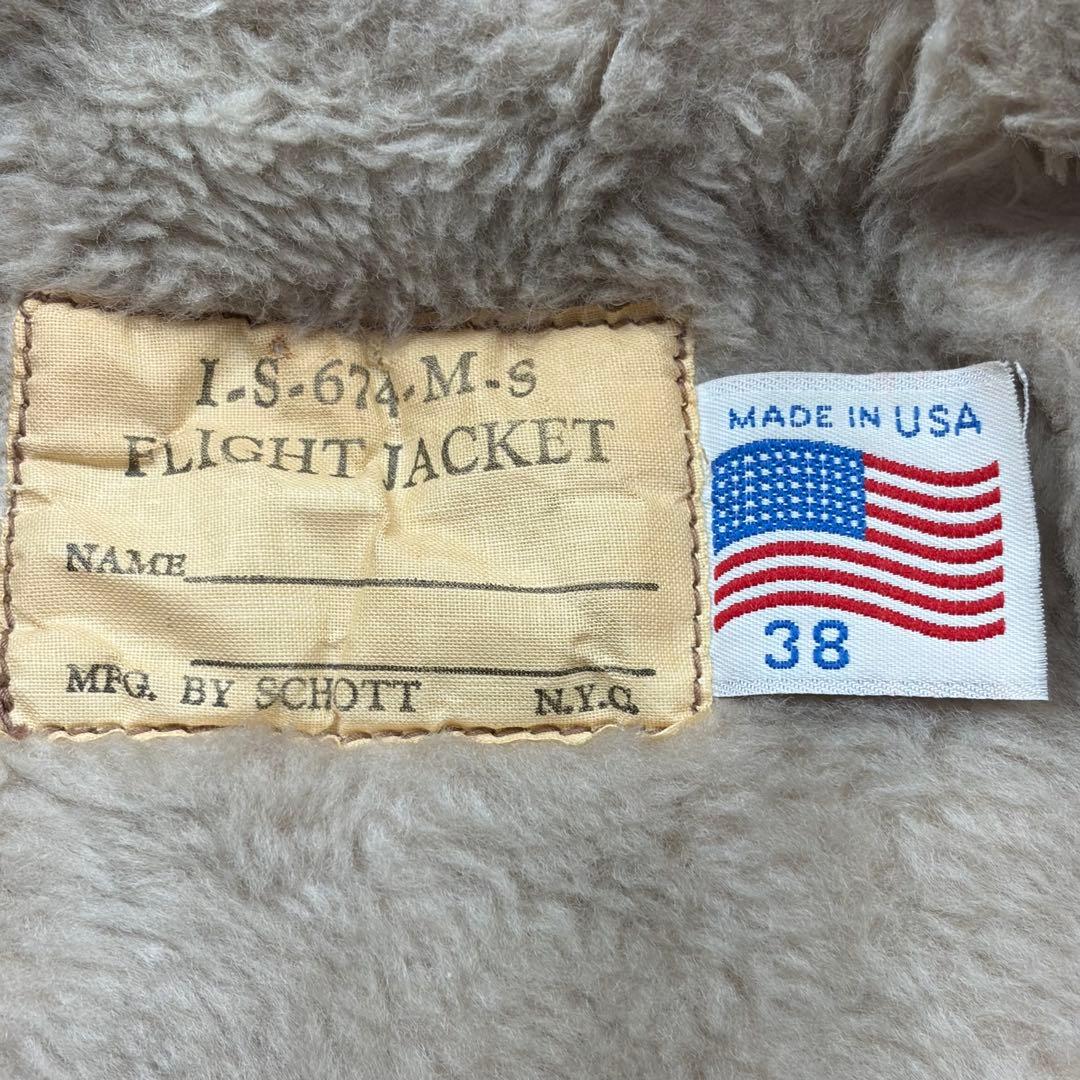 I-S-674-M-S
FLIGHT JACKET
NAME
MFG. BY SCHOTT N.Y.C.
MADE IN USA
38